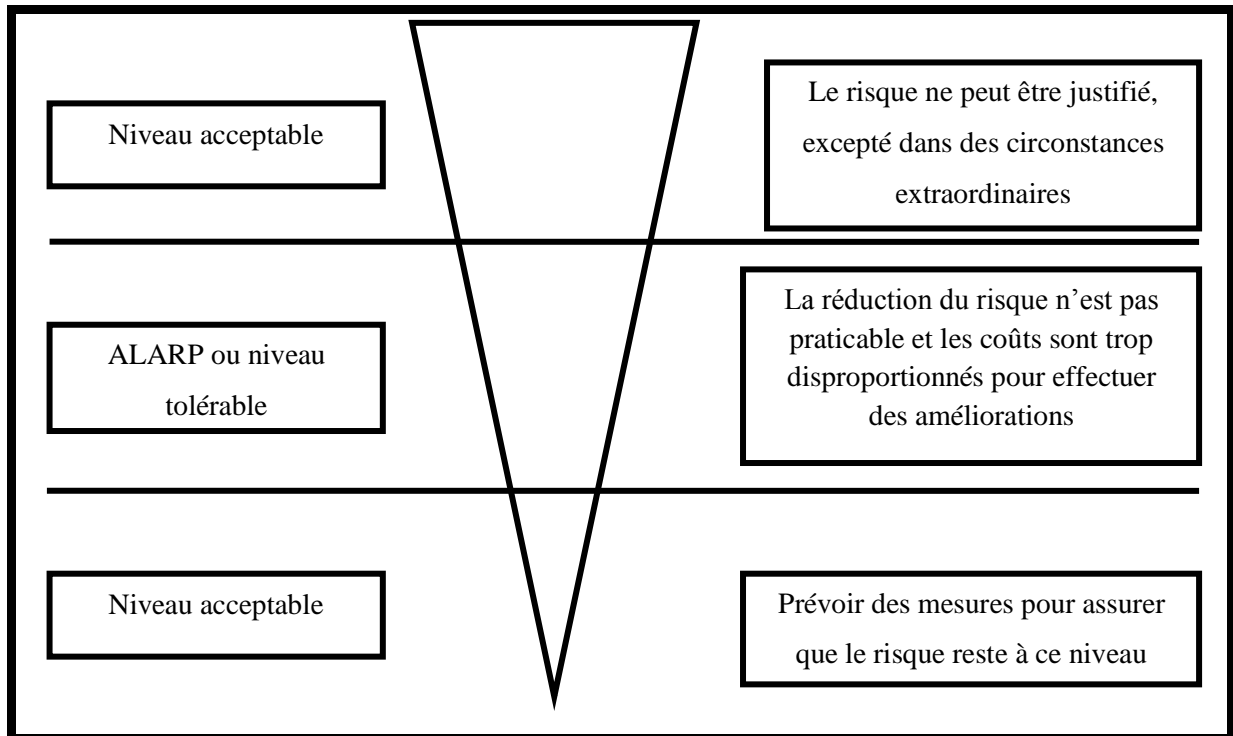 Niveau acceptable
Le risque ne peut être justifié,
excepté dans des circonstances
extraordinaires
ALARP ou niveau
tolérable
La réduction du risque n’est pas
praticable et les coûts sont trop
disproportionnés pour effectuer
des améliorations
Niveau acceptable
Prévoir des mesures pour assurer
que le risque reste à ce niveau